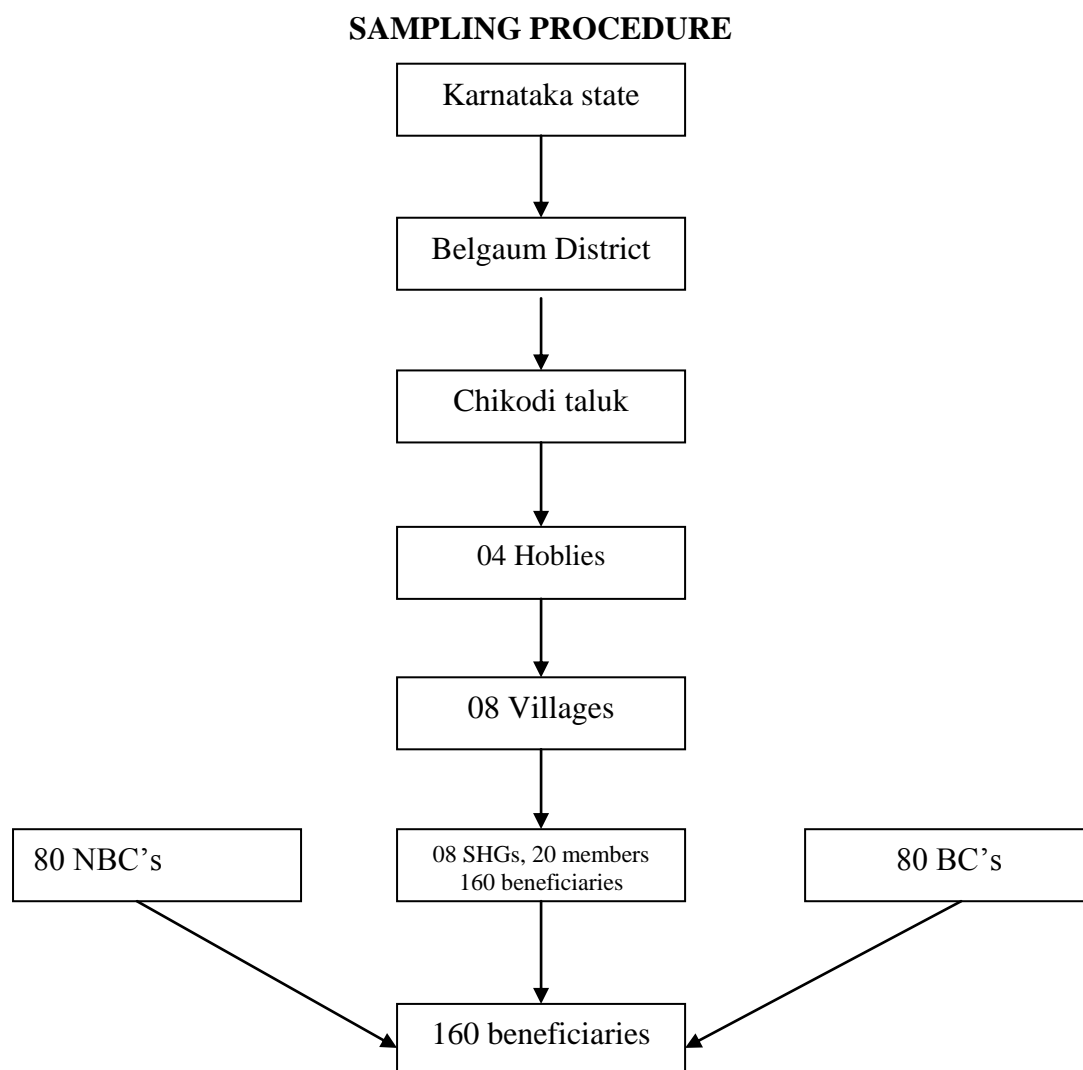 SAMPLING PROCEDURE
Karnataka state
Belgaum District
Chikodi taluk
04 Hoblies
08 Villages
80 NBC’s
08 SHGs, 20 members
160 beneficiaries
80 BC’s
160 beneficiaries